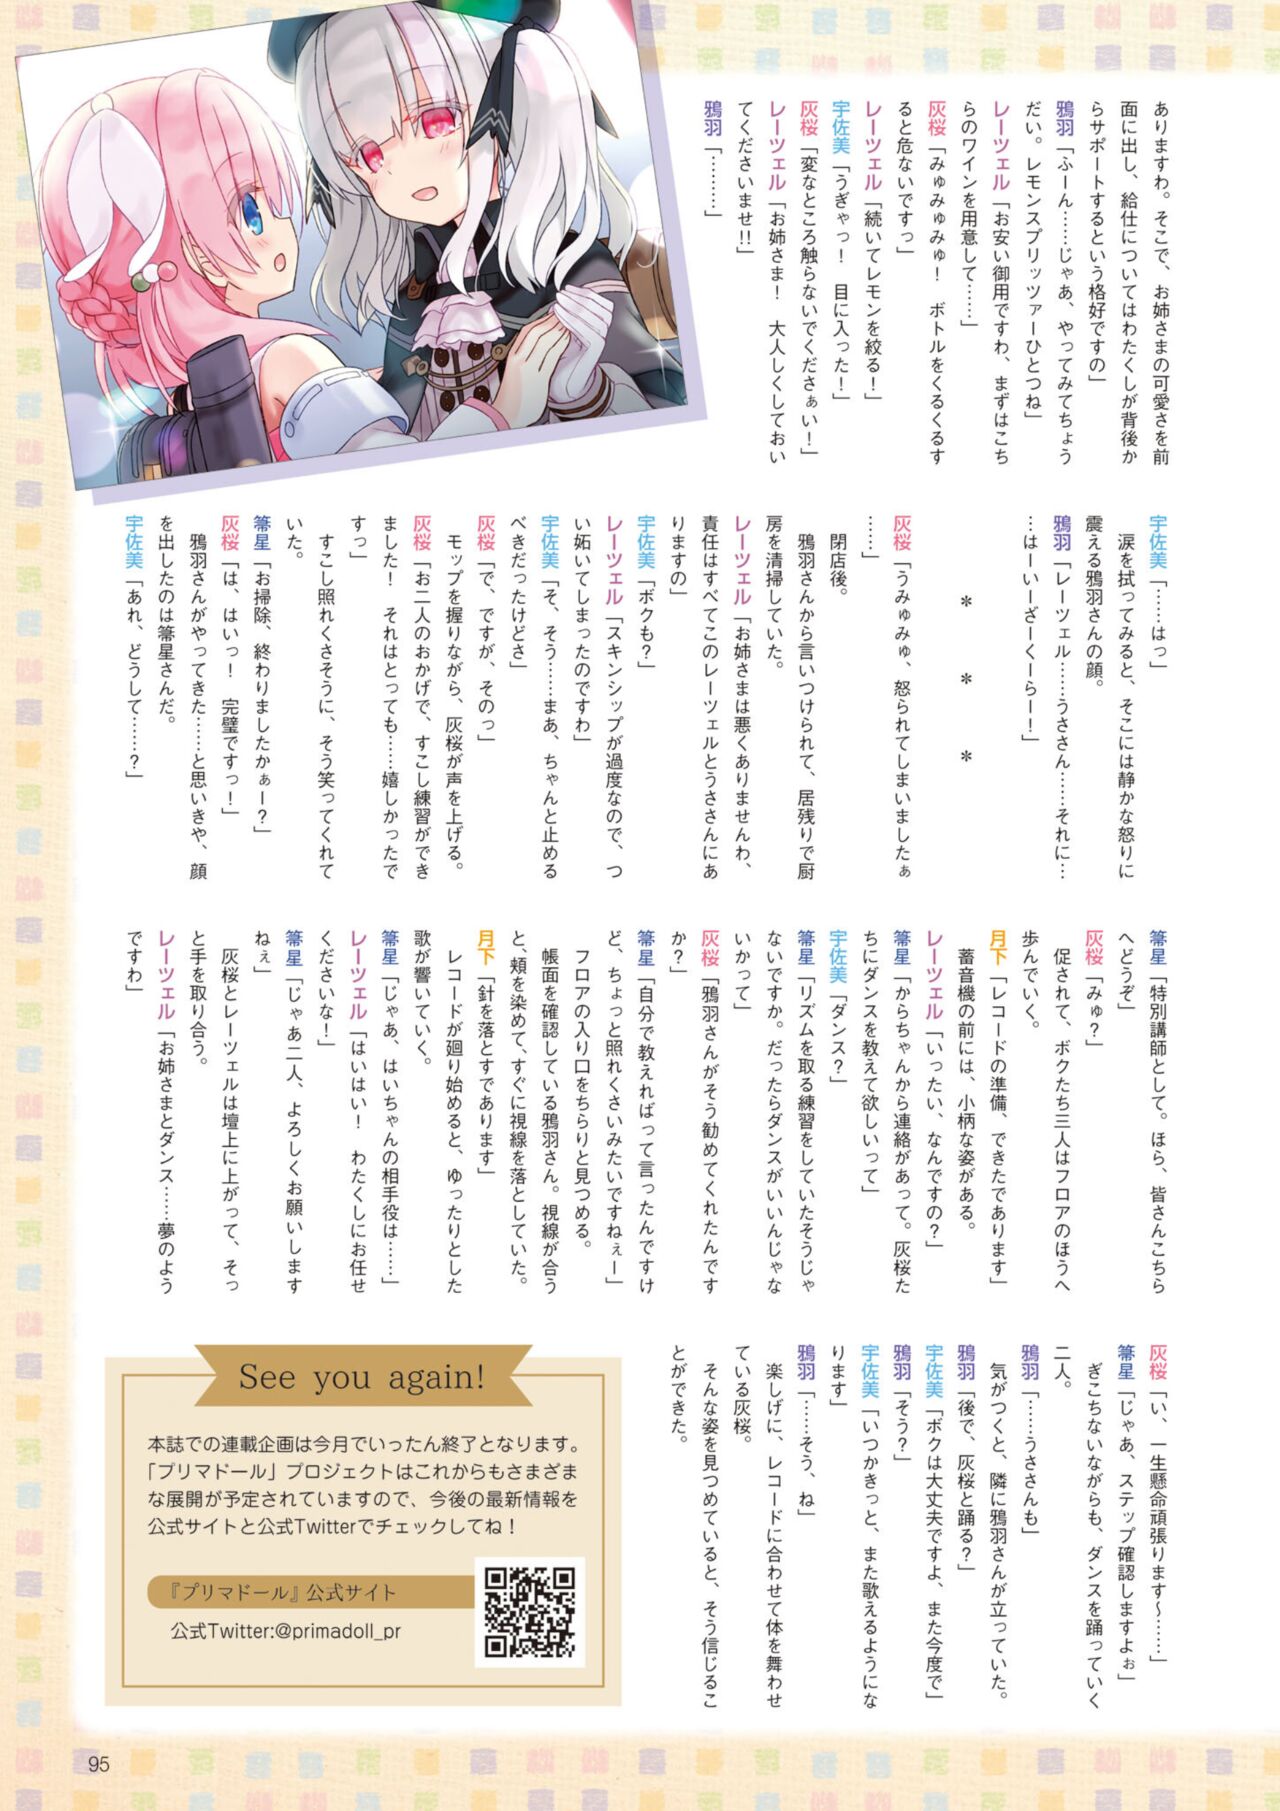 ありますわ。そこで、お姉さまの可愛さを前
面に出し、給仕についてはわたくしが背後か
らサポートするという格好ですの」
鴉羽「ふーん……じゃあ、やってみてちょう
だい。レモンスプリッツァーひとつね」
レーツェル「お安い御用ですわ、まずはこち
らのワインを用意して……」
灰桜「みゅみゅみゅ！　ボトルをくるくるす
ると危ないですっ」
レーツェル「続いてレモンを絞る！」
宇佐美「うぎゃっ！　目に入った！」
灰桜「変なところ触らないでくださぁい！」
レーツェル「お姉さま！　大人しくしておい
てくださいませ!!」
鴉羽「………」
宇佐美「……はっ」
　涙を拭ってみると、そこには静かな怒りに
震える鴉羽さんの顔。
鴉羽「レーツェル……うささん……それに…
…はーいーざーくーらー！」
＊　＊　＊
灰桜「うみゅみゅ、怒られてしまいましたぁ
……」
　閉店後。
　鴉羽さんから言いつけられて、居残りで厨
房を清掃していた。
レーツェル「お姉さまは悪くありませんわ、
責任はすべてこのレーツェルとうささんにあ
りますの」
宇佐美「ボクも？」
レーツェル「スキンシップが過度なので、つ
い妬いてしまったのですわ」
宇佐美「そ、そう……まあ、ちゃんと止める
べきだったけどさ」
灰桜「で、ですが、そのっ」
　モップを握りながら、灰桜が声を上げる。
灰桜「お二人のおかげで、すこし練習ができ
ました！　それはとっても……嬉しかったで
すっ」
　すこし照れくさそうに、そう笑ってくれて
いた。
箒星「お掃除、終わりましたかぁー？」
灰桜「は、はいっ！　完璧ですっ！」
　鴉羽さんがやってきた……と思いきや、顔
を出したのは箒星さんだ。
宇佐美「あれ、どうして……？」
箒星「特別講師として。ほら、皆さんこちら
へどうぞ」
灰桜「みゅ？」
　促されて、ボクたち三人はフロアのほうへ
歩んでいく。
月下「レコードの準備、できたであります」
　蓄音機の前には、小柄な姿がある。
レーツェル「いったい、なんですの？」
箒星「からちゃんから連絡があって。灰桜た
ちにダンスを教えて欲しいって」
宇佐美「ダンス？」
箒星「リズムを取る練習をしていたそうじゃ
ないですか。だったらダンスがいいんじゃな
いかって」
灰桜「鴉羽さんがそう勧めてくれたんです
か？」
箒星「自分で教えればって言ったんですけ
ど、ちょっと照れくさいみたいですねぇー」
　フロアの入り口をちらりと見つめる。
　帳面を確認している鴉羽さん。視線が合う
と、頬を染めて、すぐに視線を落としていた。
月下「針を落とすであります」
　レコードが廻り始めると、ゆったりとした
歌が響いていく。
箒星「じゃあ、はいちゃんの相手役は……」
レーツェル「はいはい！　わたくしにお任せ
くださいな！」
箒星「じゃあ二人、よろしくお願いします
ねぇ」
　灰桜とレーツェルは壇上に上がって、そっ
と手を取り合う。
レーツェル「お姉さまとダンス……夢のよう
ですわ」
灰桜「い、一生懸命頑張ります～……」
箒星「じゃあ、ステップ確認しますよぉ」
　ぎこちないながらも、ダンスを踊っていく
二人。
鴉羽「……うささんも」
　気がつくと、隣に鴉羽さんが立っていた。
鴉羽「後で、灰桜と踊る？」
宇佐美「ボクは大丈夫ですよ、また今度で」
鴉羽「そう？」
宇佐美「いつかきっと、また歌えるようにな
ります」
鴉羽「……そう、ね」
　楽しげに、レコードに合わせて体を舞わせ
ている灰桜。
　そんな姿を見つめていると、そう信じるこ
とができた。
See you again!
本誌での連載企画は今月でいったん終了となります。
「プリマドール」プロジェクトはこれからもさまざま
な展開が予定されていますので、今後の最新情報を
公式サイトと公式Twitterでチェックしてね！
『プリマドール』公式サイト
公式Twitter:@primadoll_pr
95